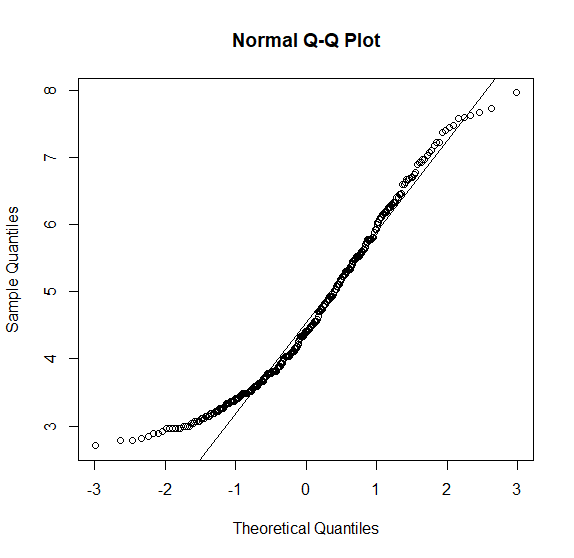 Normal Q-Q Plot
Sample Quantiles
8
7
6
5
4
3
-3 -2 -1 0 1 2 3
Theoretical Quantiles